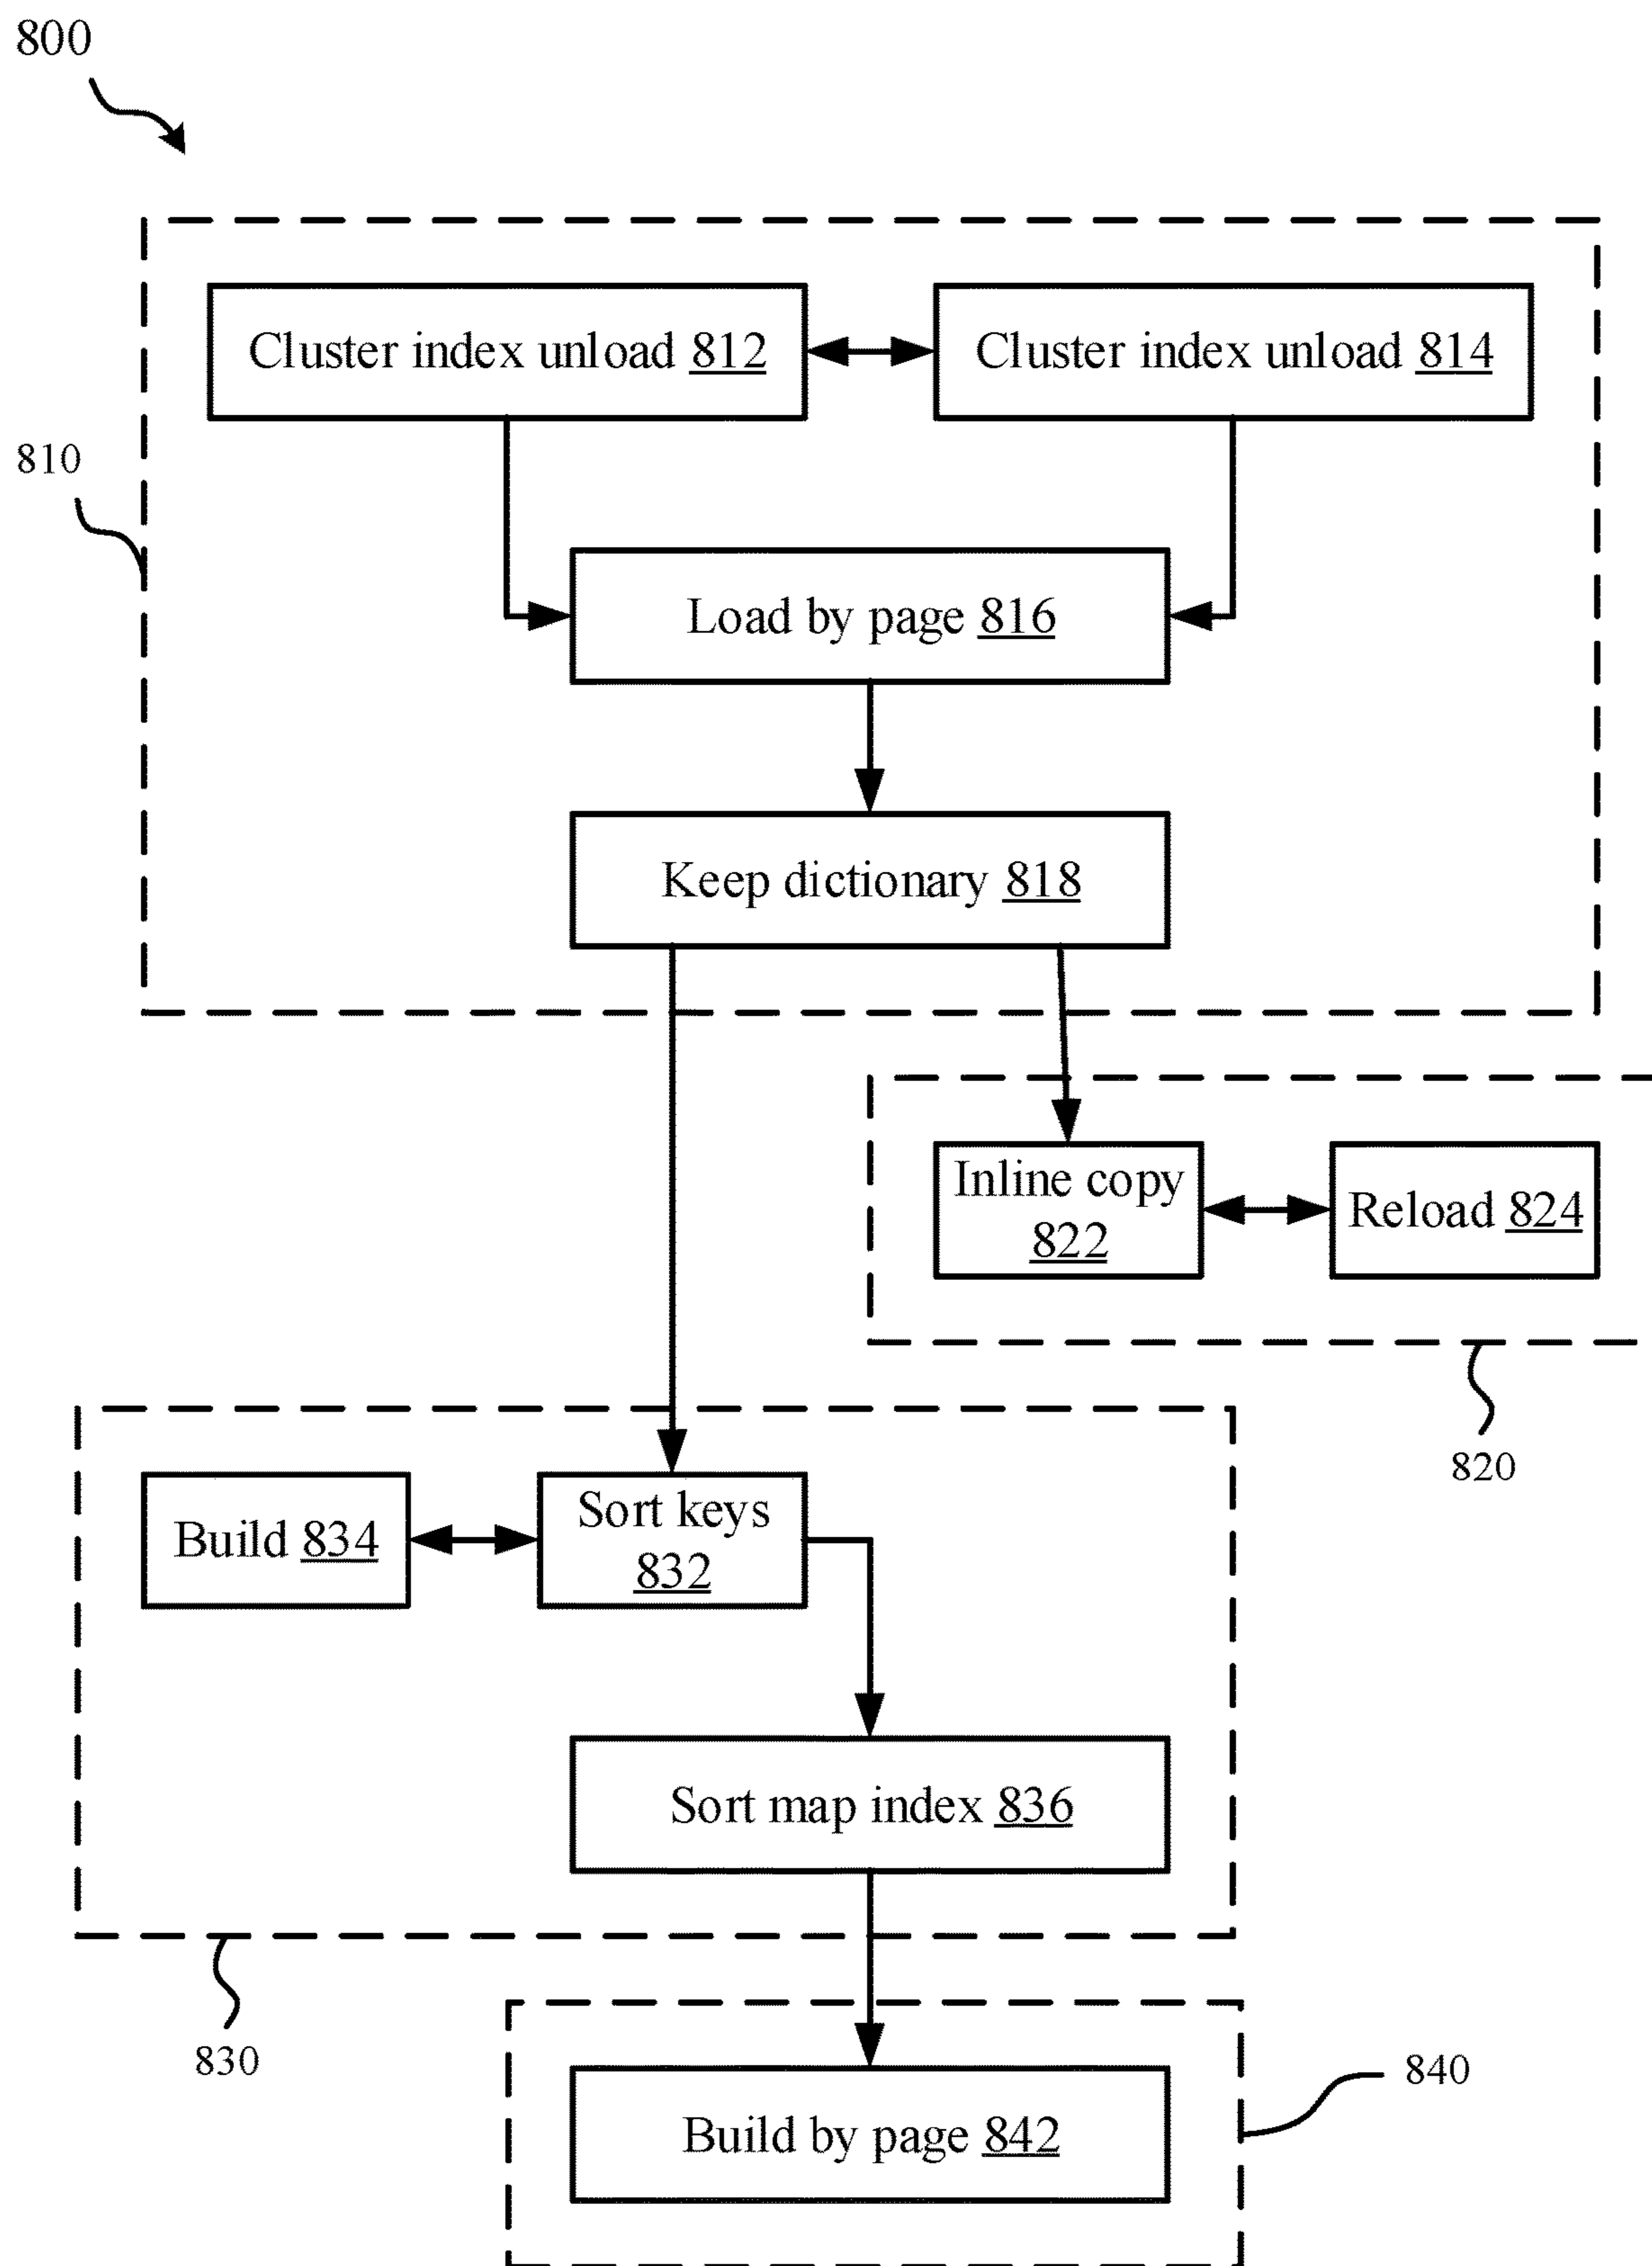 800
Cluster index unload 812
Cluster index unload 814
810
Load by page 816
Keep dictionary 818
Inline copy
822
Reload 824
820
Build 834
Sort keys
832
Sort map index 836
830
840
Build by page 842